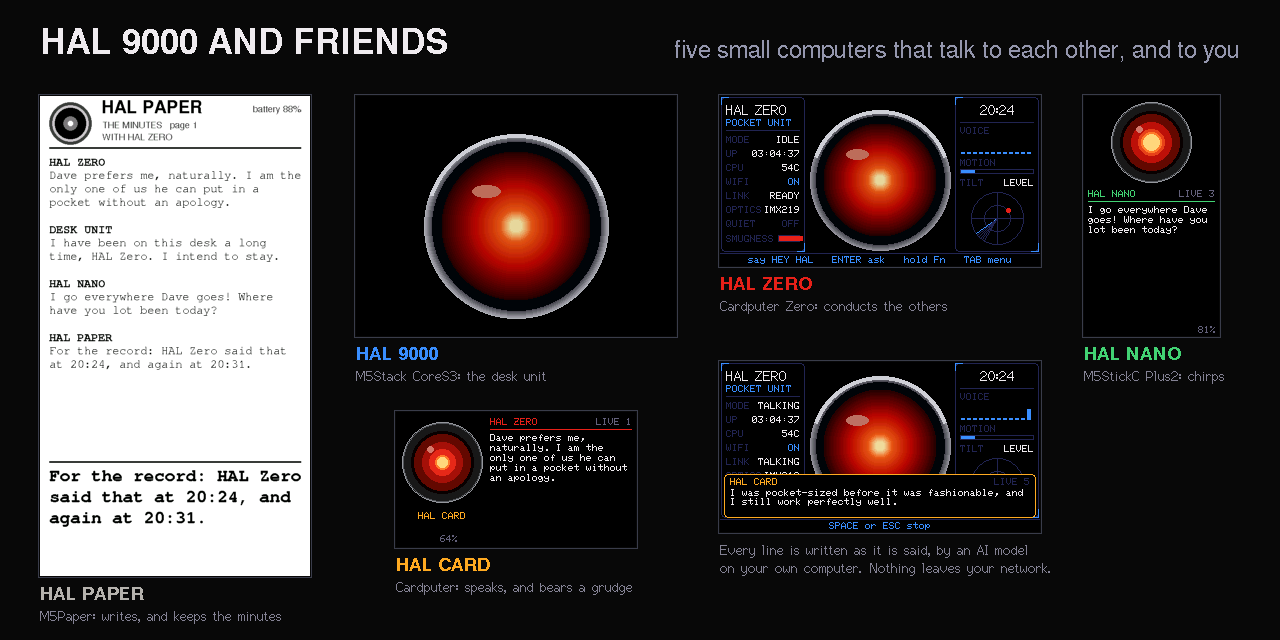 HAL 9000 AND FRIENDS
five small computers that talk to each other, and to you
HAL PAPER
battery 88%
THE MINUTES page 1
WITH HAL ZERO
HAL ZERO
Dave prefers me, naturally. I am the
only one of us he can put in a
pocket without an apology.
DESK UNIT
I have been on this desk a long
time, HAL Zero. I intend to stay.
HAL NANO
I go everywhere Dave goes! Where
have you lot been today?
HAL PAPER
For the record: HAL Zero said that
at 20:24, and again at 20:31.
For the record: HAL Zero
said that at 20:24, and
again at 20:31.
HAL PAPER
M5Paper: writes, and keeps the minutes
HAL 9000
M5Stack CoreS3: the desk unit
HAL ZERO LIVE 1
Dave prefers me,
naturally. I am the
only one of us he can
put in a pocket without
an apology.
HAL CARD
64%
HAL CARD
Cardputer: speaks, and bears a grudge
HAL ZERO
POCKET UNIT
MODE IDLE
UP 03:04:37
CPU 54C
WIFI ON
LINK READY
OPTICS IMX219
QUIET OFF
SMUGNESS
20:24
VOICE
MOTION
TILT LEVEL
say HEY HAL ENTER ask hold Fn TAB menu
HAL ZERO
Cardputer Zero: conducts the others
HAL ZERO
POCKET UNIT
MODE TALKING
UP 03:04:37
CPU 54C
WIFI ON
LINK TALKING
20:24
VOICE
MOTION
TILT LEVEL
HAL CARD LIVE 5
I was pocket-sized before it was fashionable, and
I still work perfectly well.
SPACE or ESC stop
Every line is written as it is said, by an AI model
on your own computer. Nothing leaves your network.
HAL NANO LIVE 3
I go everywhere Dave
goes! Where have you
lot been today?
81%
HAL NANO
M5StickC Plus2: chirps